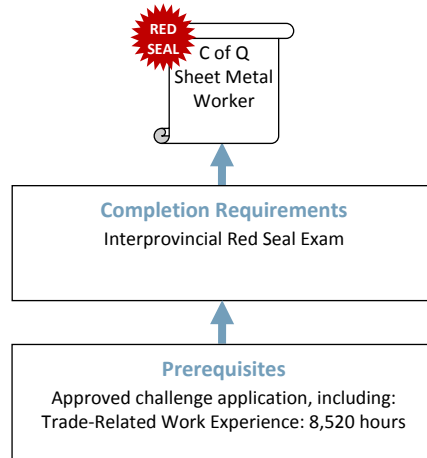 RED
SEAL
C of Q
Sheet Metal
Worker
Completion Requirements
Interprovincial Red Seal Exam
Prerequisites
Approved challenge application, including:
Trade-Related Work Experience: 8,520 hours